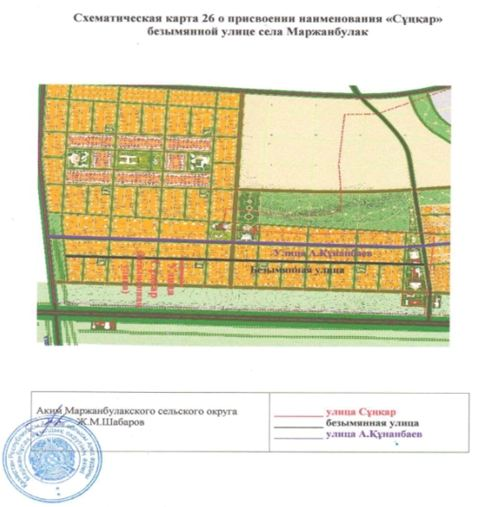 Схематическая карта 26 о присвоении наименования «Сұңқар»
безымянной улице села Маржанбулак
Улица А.Құнанбаев
Безымянная улица
Аким Маржанбулакского сельского округа
Ж.М.Шабаров
улица Сұңқар
безымянная улица
улица А.Құнанбаев